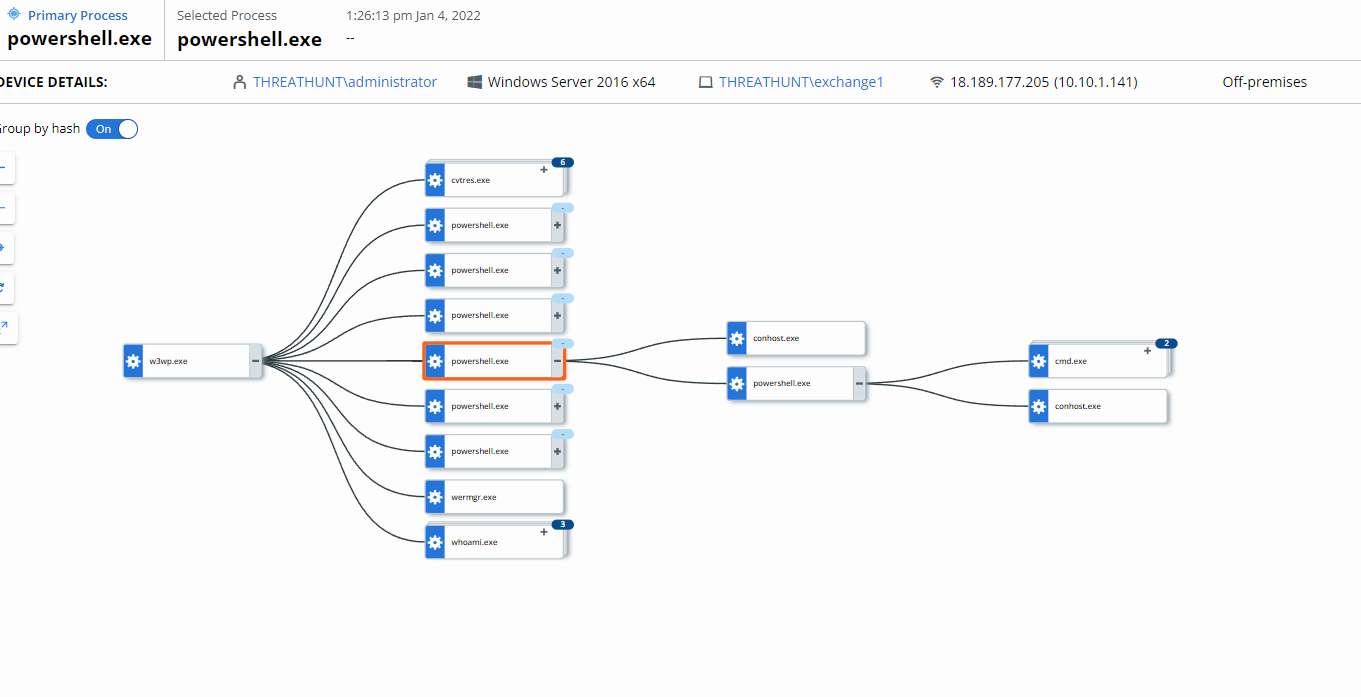 Primary Process
powershell.exe
Selected Process
powershell.exe
1:26:13 pm Jan 4, 2022
--
DEVICE DETAILS:
THREATHUNT\administrator
Windows Server 2016 x64
THREATHUNT\exchange1
18.189.177.205 (10.10.1.141)
Off-premises
Group by hash
On
w3wp.exe
6
cvtres.exe
powershell.exe
powershell.exe
powershell.exe
powershell.exe
powershell.exe
powershell.exe
wermgr.exe
3
whoami.exe
conhost.exe
powershell.exe
2
cmd.exe
conhost.exe